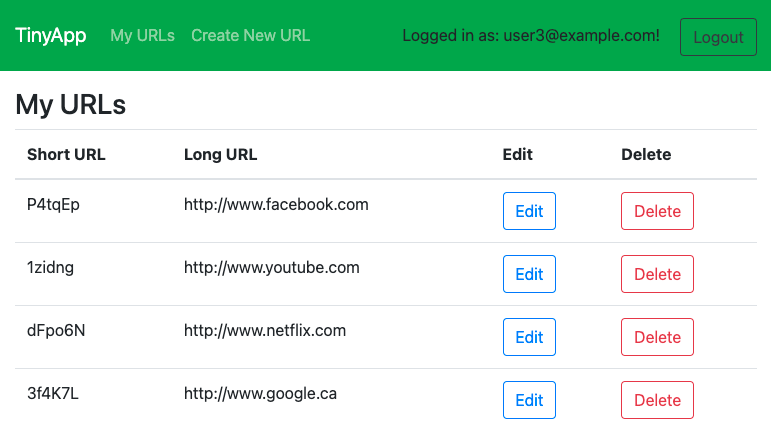 TinyApp My URLs Create New URL Logged in as: user3@example.com! Logout
My URLs
Short URL Long URL Edit Delete
P4tqEp http://www.facebook.com Edit Delete
1zidng http://www.youtube.com Edit Delete
dFpo6N http://www.netflix.com Edit Delete
3f4K7L http://www.google.ca Edit Delete